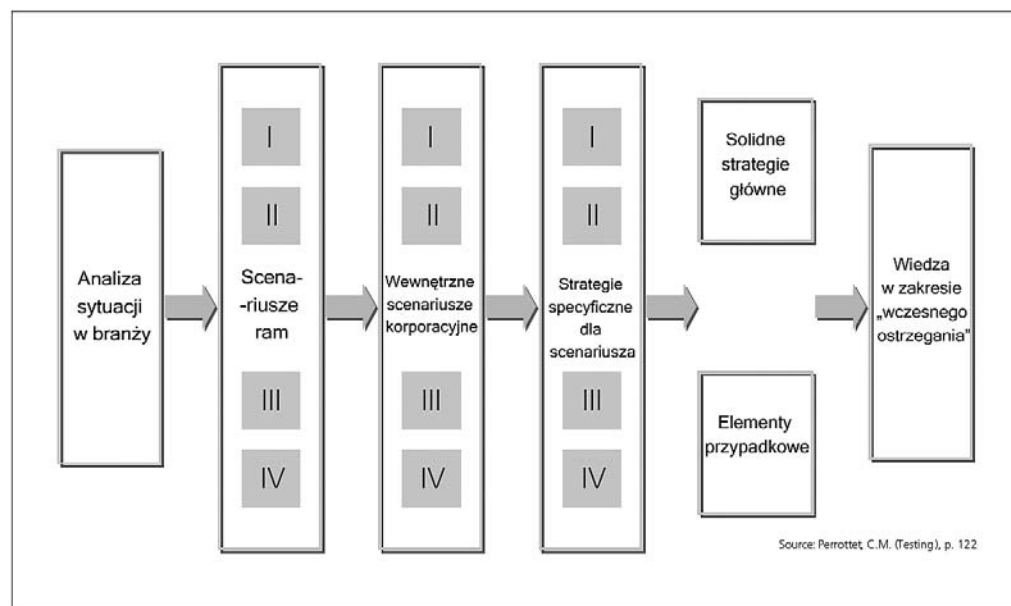 Analiza
sytuacji
w branży
I
II
Scena-
-riusze
ram
III
IV
I
II
Wewnętrzne
scenariusze
korporacyjne
III
IV
I
II
Strategie
specyficzne
dla
scenariusza
III
IV
Solidne
strategie
główne
Elementy
przypadkowe
Wiedza
w zakresie
„wczesnego
ostrzegania”
Source: Perrottet, C.M. (Testing), p. 122